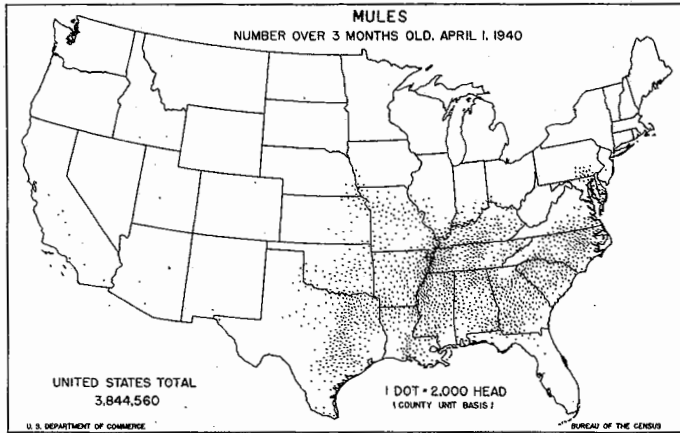 MULES
NUMBER OVER 3 MONTHS OLD, APRIL 1, 1940
UNITED STATES TOTAL
3,844,560
1 DOT = 2,000 HEAD
(COUNTY UNIT BASIS)
U. S. DEPARTMENT OF COMMERCE
BUREAU OF THE CENSUS